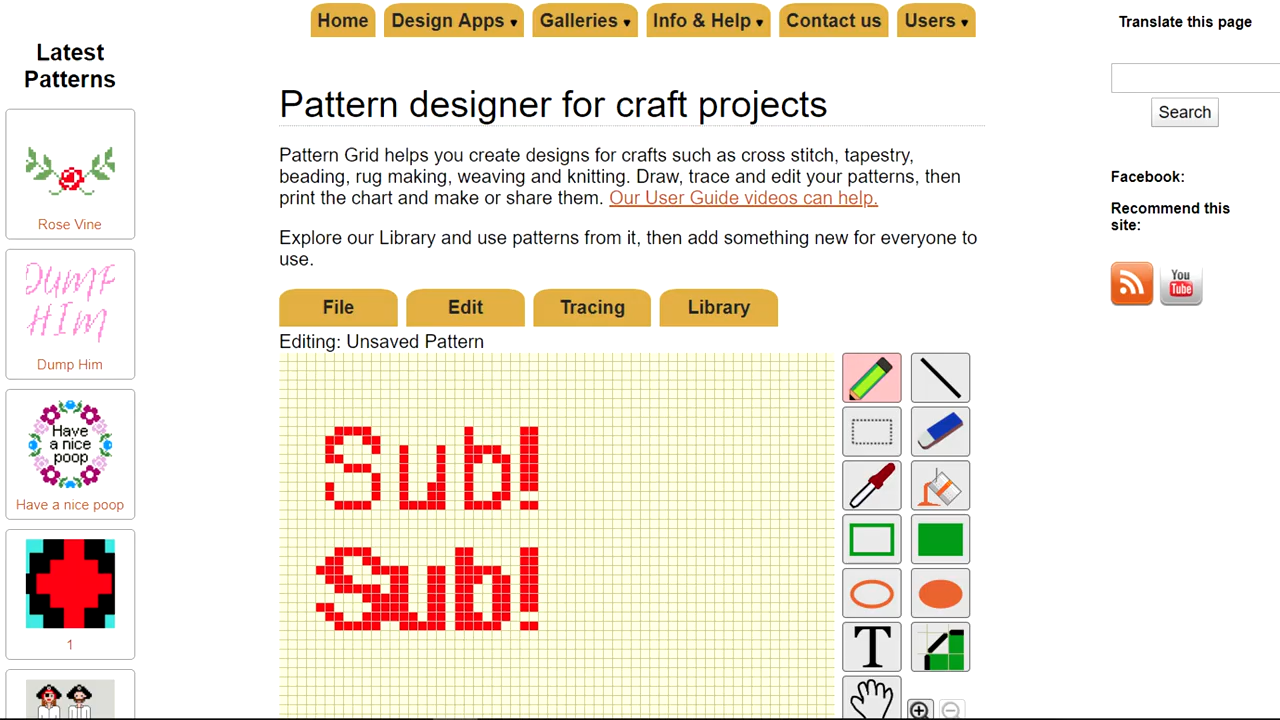 Home Design Apps ▾ Galleries ▾ Info & Help ▾ Contact us Users ▾
Translate this page
Latest
Patterns
Rose Vine
DUMP
HIM
Dump Him
Have
a nice
poop
Have a nice poop
1
Pattern designer for craft projects
Pattern Grid helps you create designs for crafts such as cross stitch, tapestry,
beading, rug making, weaving and knitting. Draw, trace and edit your patterns, then
print the chart and make or share them. Our User Guide videos can help.
Explore our Library and use patterns from it, then add something new for everyone to
use.
File Edit Tracing Library
Editing: Unsaved Pattern
Sub!
Sub!
T
Search
Facebook:
Recommend this
site:
You
Tube